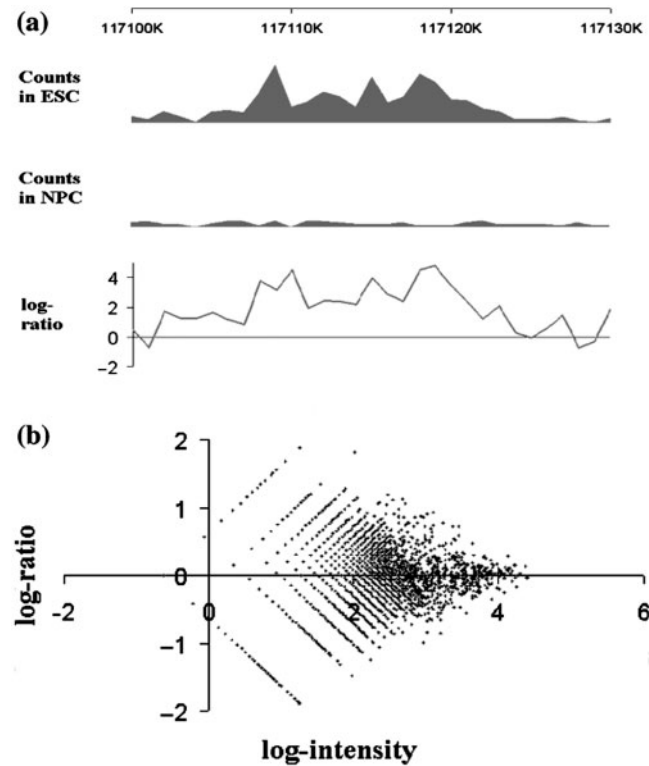 (a)
117100K 117110K 117120K 117130K
Counts
in ESC
Counts
in NPC
log-
ratio
4
2
0
−2
(b)
log-ratio
2
1
0
−1
−2
−2 0 2 4 6
log-intensity